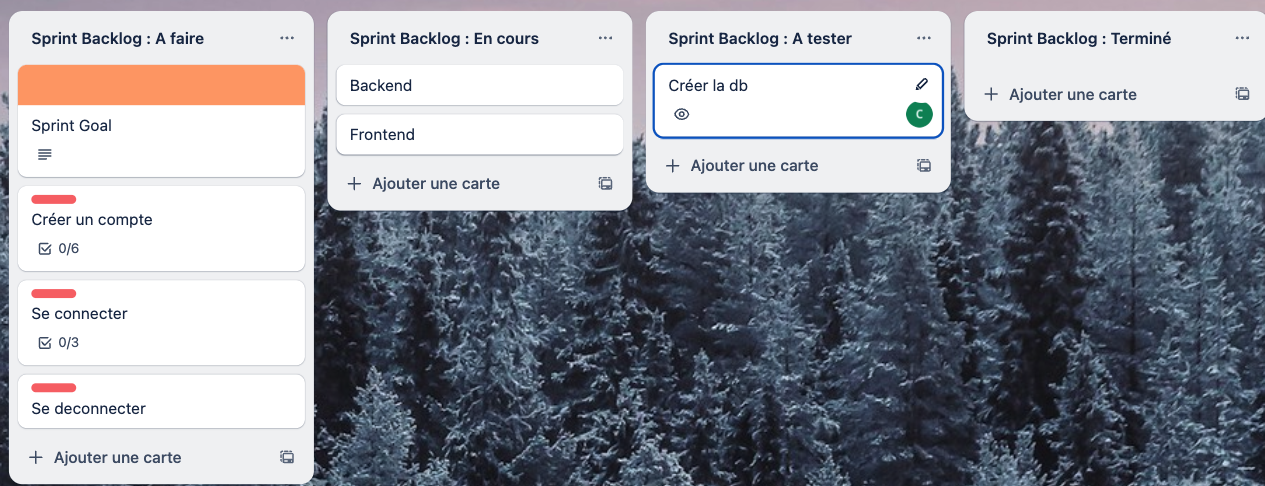 Sprint Backlog : A faire
Sprint Goal
Créer un compte
0/6
Se connecter
0/3
Se deconnecter
Ajouter une carte
Sprint Backlog : En cours
Backend
Frontend
Ajouter une carte
Sprint Backlog : A tester
Créer la db
C
Ajouter une carte
Sprint Backlog : Terminé
Ajouter une carte